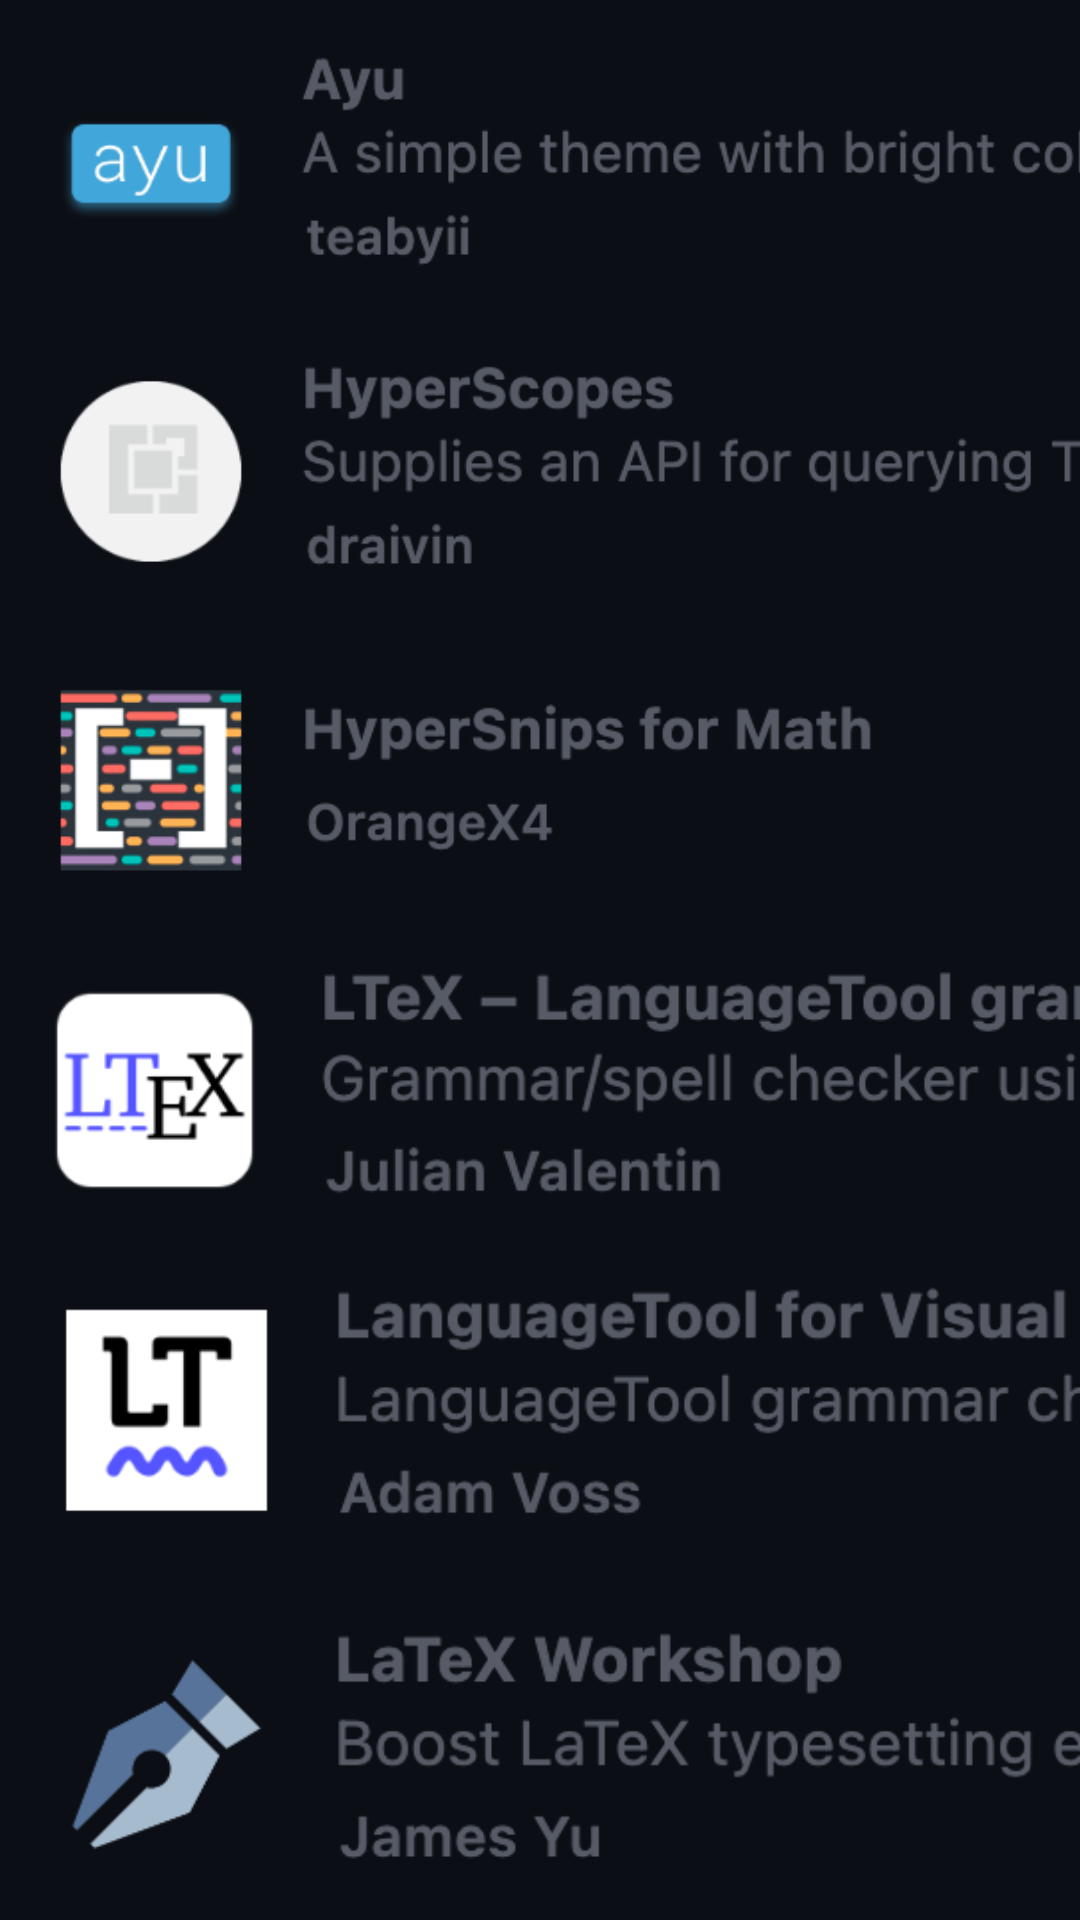 ayu
Ayu
A simple theme with bright co
teabyii
HyperScopes
Supplies an API for querying T
draivin
HyperSnips for Math
OrangeX4
LTEX
LTeX – LanguageTool gra
Grammar/spell checker usi
Julian Valentin
LT
LanguageTool for Visual
LanguageTool grammar ch
Adam Voss
LaTeX Workshop
Boost LaTeX typesetting e
James Yu